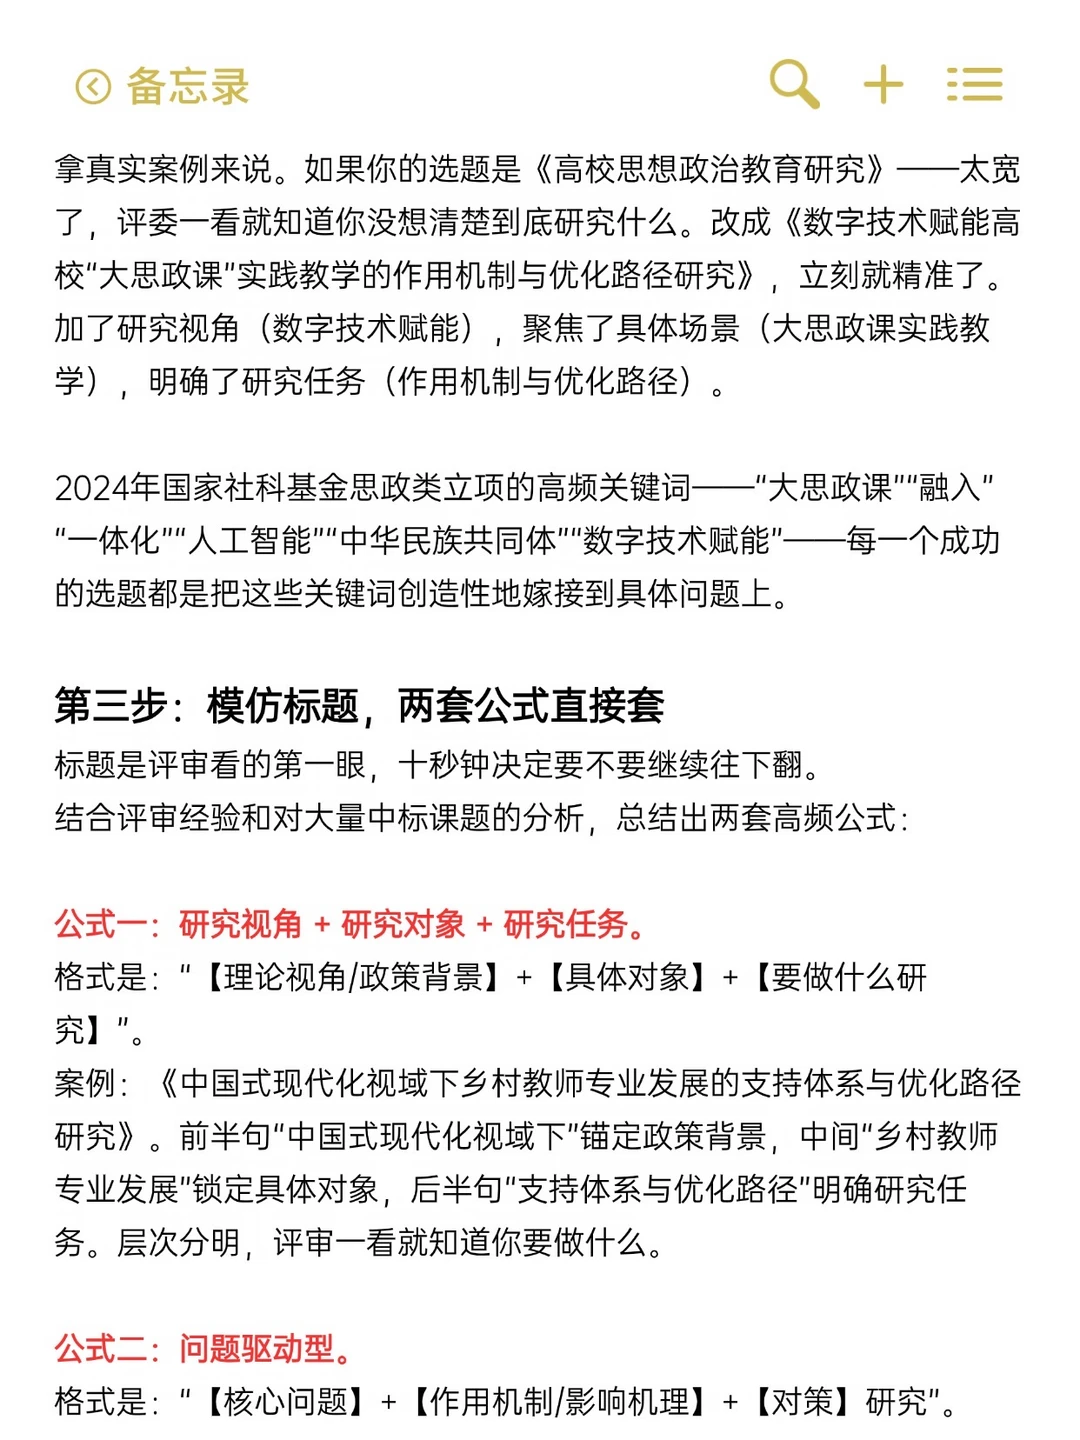 备忘录
拿真实案例来说。如果你的选题是《高校思想政治教育研究》——太宽
了，评委一看就知道你没想清楚到底研究什么。改成《数字技术赋能高
校“大思政课”实践教学的作用机制与优化路径研究》，立刻就精准了。
加了研究视角（数字技术赋能），聚焦了具体场景（大思政课实践教
学），明确了研究任务（作用机制与优化路径）。
2024年国家社科基金思政类立项的高频关键词——“大思政课”“融入”
“一体化”“人工智能”“中华民族共同体”“数字技术赋能”——每一个成功
的选题都是把这些关键词创造性地嫁接到具体问题上。
第三步：模仿标题，两套公式直接套
标题是评审看的第一眼，十秒钟决定要不要继续往下翻。
结合评审经验和对大量中标课题的分析，总结出两套高频公式：
公式一：研究视角 + 研究对象 + 研究任务。
格式是：“【理论视角/政策背景】+【具体对象】+【要做什么研
究】”。
案例：《中国式现代化视域下乡村教师专业发展的支持体系与优化路径
研究》。前半句“中国式现代化视域下”锚定政策背景，中间“乡村教师
专业发展”锁定具体对象，后半句“支持体系与优化路径”明确研究任
务。层次分明，评审一看就知道你要做什么。
公式二：问题驱动型。
格式是：“【核心问题】+【作用机制/影响机理】+【对策】研究”。